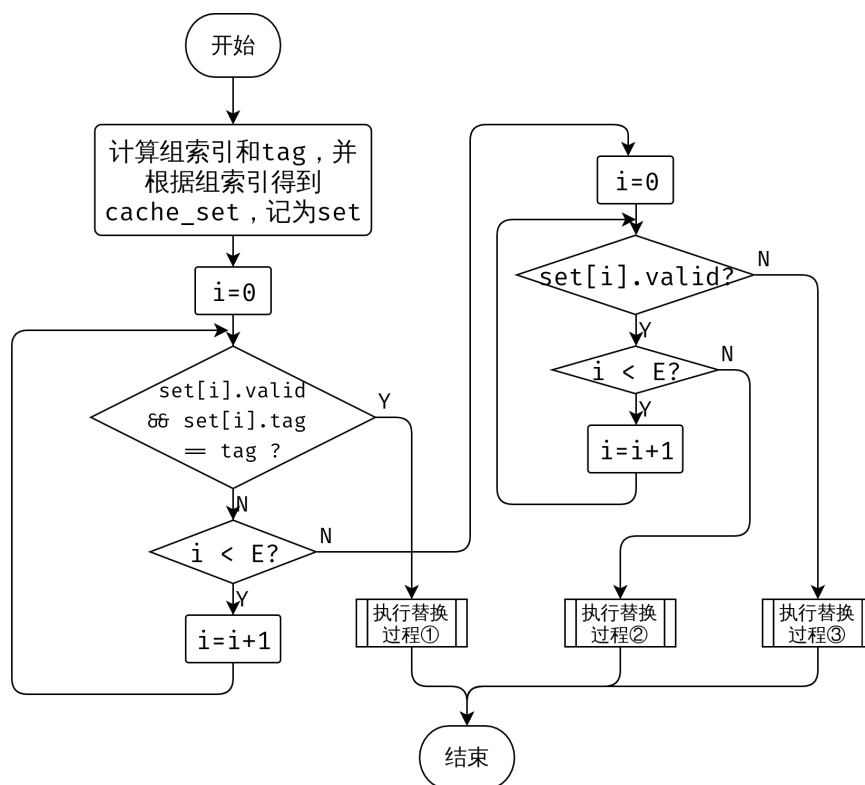 开始
计算组索引和tag，并
根据组索引得到
cache_set，记为set
i=0
set[i].valid
&& set[i].tag
== tag ?
Y
N
i < E?
N
Y
i=i+1
i=0
set[i].valid?
N
Y
i < E?
N
Y
i=i+1
执行替换
过程①
执行替换
过程②
执行替换
过程③
结束